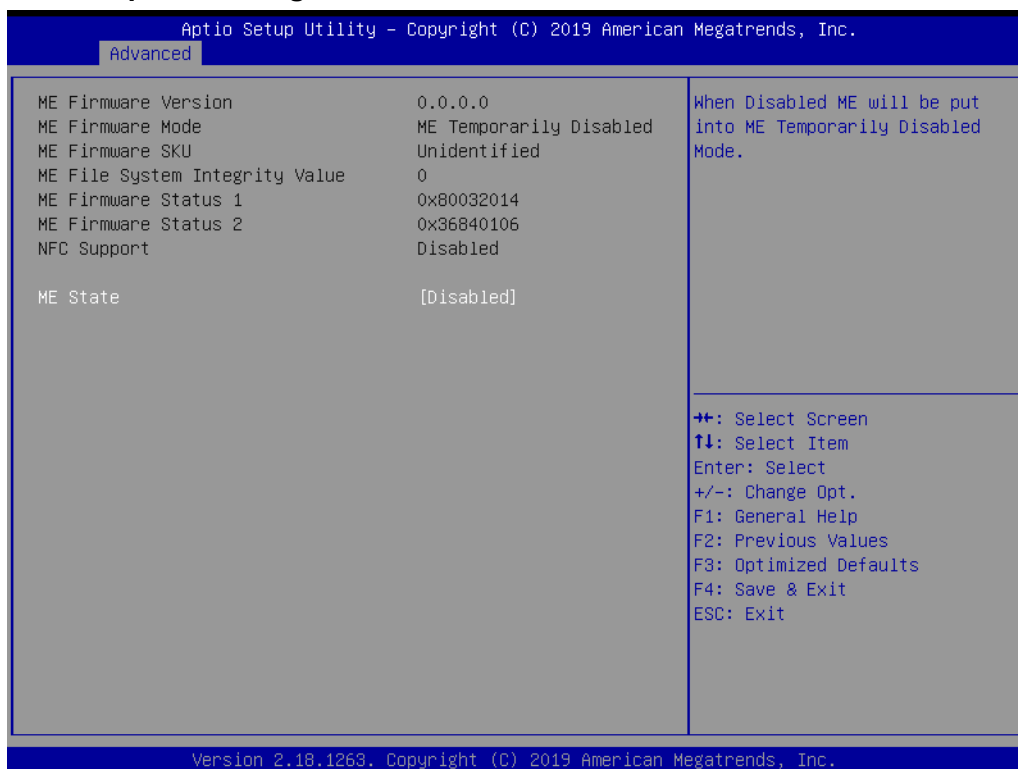 Aptio Setup Utility – Copyright (C) 2019 American Megatrends, Inc.
Advanced
ME Firmware Version 0.0.0.0
ME Firmware Mode ME Temporarily Disabled
ME Firmware SKU Unidentified
ME File System Integrity Value 0
ME Firmware Status 1 0x80032014
ME Firmware Status 2 0x36840106
NFC Support Disabled
ME State [Disabled]
When Disabled ME will be put
into ME Temporarily Disabled
Mode.
→←: Select Screen
↑↓: Select Item
Enter: Select
+/-: Change Opt.
F1: General Help
F2: Previous Values
F3: Optimized Defaults
F4: Save & Exit
ESC: Exit
Version 2.18.1263. Copyright (C) 2019 American Megatrends, Inc.